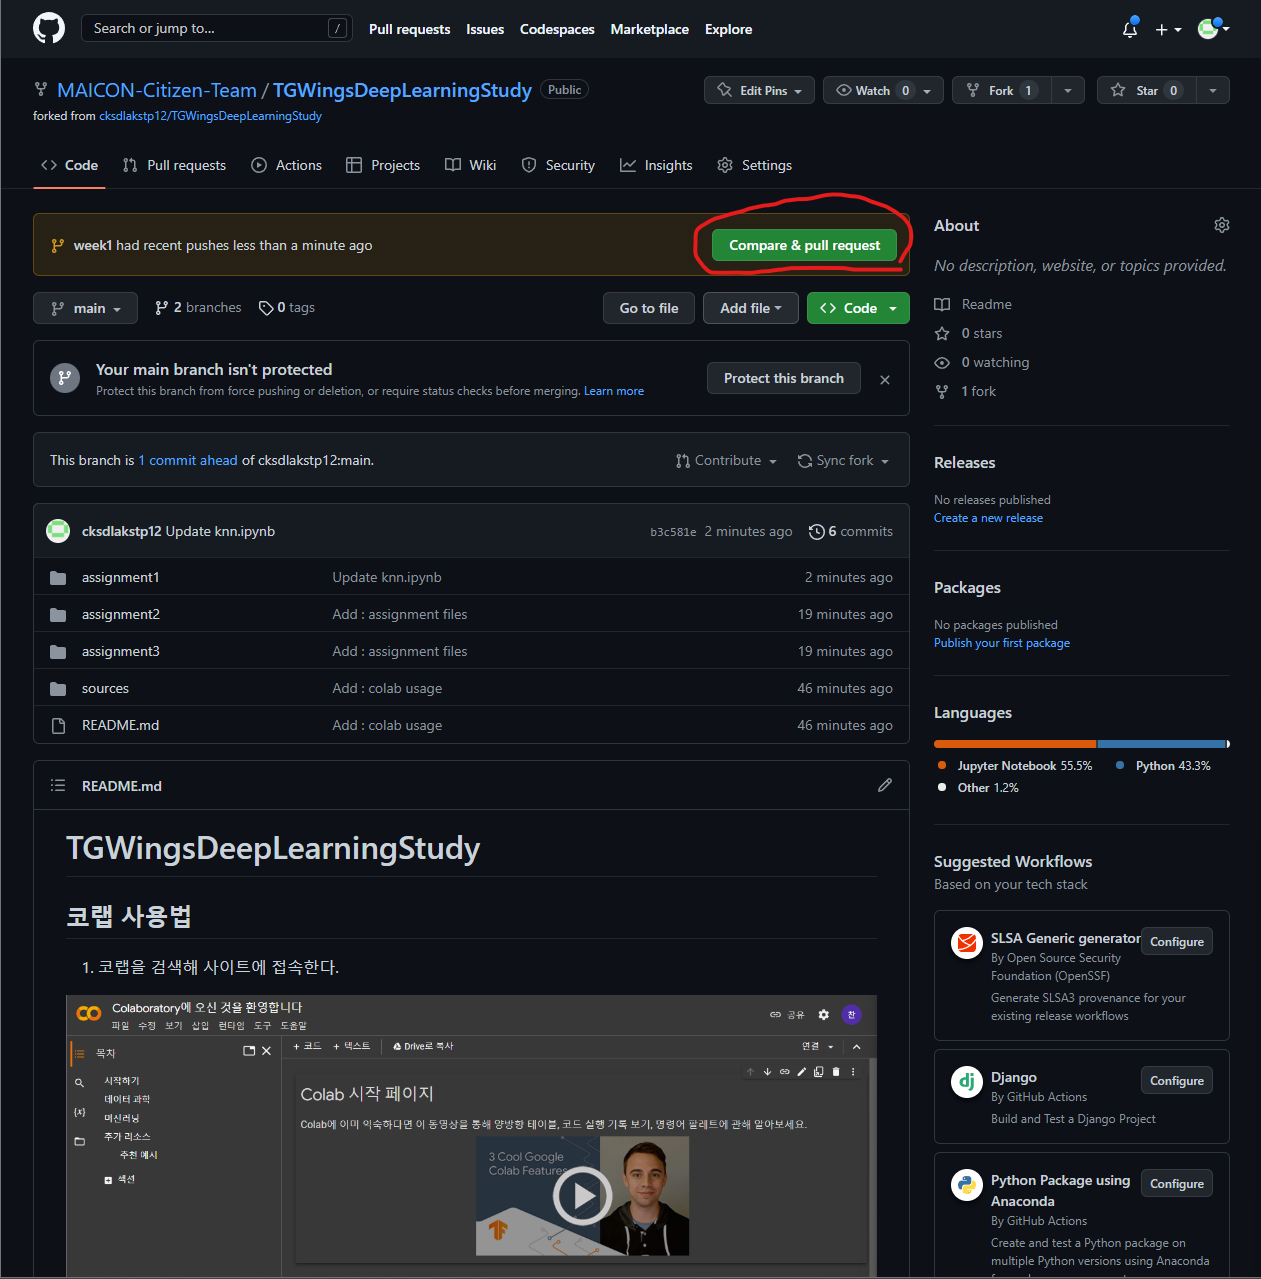 Search or jump to... /
Pull requests Issues Codespaces Marketplace Explore
MAICON-Citizen-Team / TGWingsDeepLearningStudy Public
Edit Pins Watch 0 Fork 1 Star 0
forked from cksdlakstp12/TGWingsDeepLearningStudy
Code Pull requests Actions Projects Wiki Security Insights Settings
week1 had recent pushes less than a minute ago
Compare & pull request
main 2 branches 0 tags
Go to file Add file Code
Your main branch isn't protected
Protect this branch from force pushing or deletion, or require status checks before merging. Learn more
Protect this branch
This branch is 1 commit ahead of cksdlakstp12:main.
Contribute Sync fork
cksdlakstp12 Update knn.ipynb b3c581e 2 minutes ago 6 commits
assignment1 Update knn.ipynb 2 minutes ago
assignment2 Add : assignment files 19 minutes ago
assignment3 Add : assignment files 19 minutes ago
sources Add : colab usage 46 minutes ago
README.md Add : colab usage 46 minutes ago
README.md
TGWingsDeepLearningStudy
코랩 사용법
1. 코랩을 검색해 사이트에 접속한다.
CO Colaboratory에 오신 것을 환영합니다
파일 수정 보기 삽입 런타임 도구 도움말
공유 찬
목차
+ 코드 + 텍스트 Drive로 복사 연결
시작하기
데이터 과학
{x} 머신러닝
추가 리소스
추천 예시
섹션
Colab 시작 페이지
Colab에 이미 익숙하다면 이 동영상을 통해 양방향 테이블, 코드 실행 기록 보기, 명령어 팔레트에 관해 알아보세요.
3 Cool Google
Colab Features
About
No description, website, or topics provided.
Readme
0 stars
0 watching
1 fork
Releases
No releases published
Create a new release
Packages
No packages published
Publish your first package
Languages
Jupyter Notebook 55.5% Python 43.3%
Other 1.2%
Suggested Workflows
Based on your tech stack
SLSA Generic generator Configure
By Open Source Security
Foundation (OpenSSF)
Generate SLSA3 provenance for your
existing release workflows
dj Django Configure
By GitHub Actions
Build and Test a Django Project
Python Package using Configure
Anaconda
By GitHub Actions
Create and test a Python package on
multiple Python versions using Anaconda